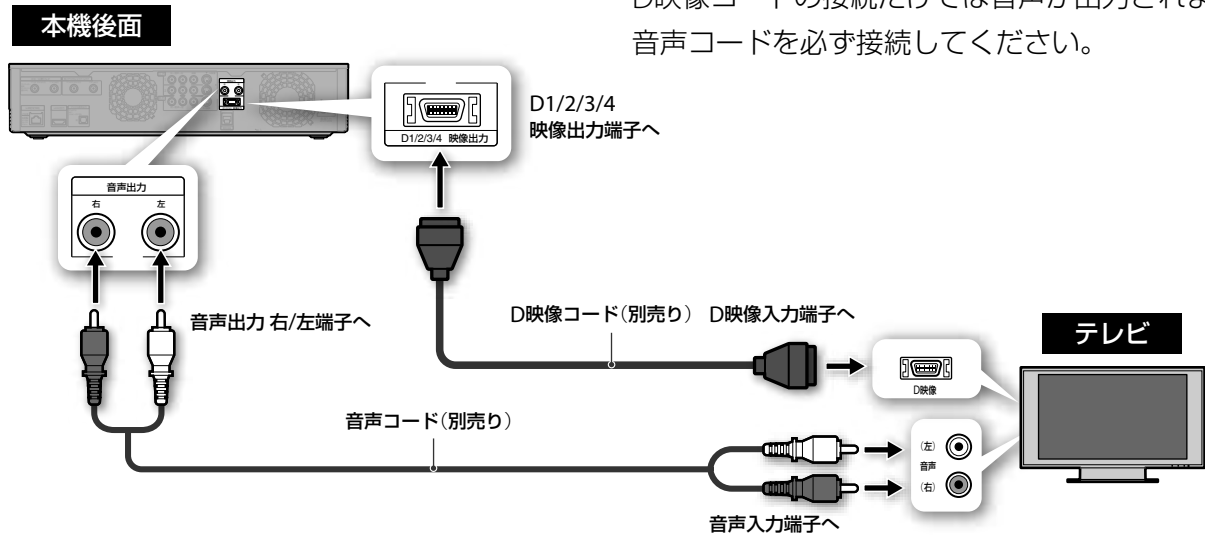 D映像コードの接続だけでは音声が出力されま
音声コードを必ず接続してください。
本機後面
D1/2/3/4
映像出力端子へ
D1/2/3/4 映像出力
音声出力
右 左
音声出力 右/左端子へ
D映像コード(別売り) D映像入力端子へ
テレビ
D映像
音声コード(別売り)
(左)
音声
(右)
音声入力端子へ